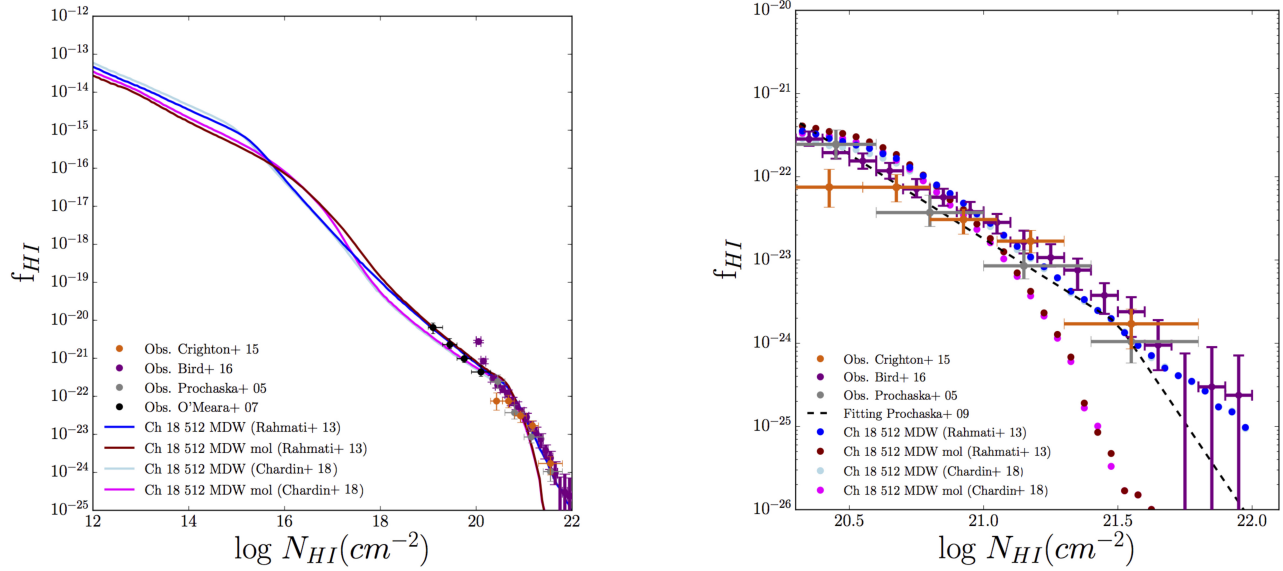 10⁻¹²
10⁻¹³
10⁻¹⁴
10⁻¹⁵
10⁻¹⁶
10⁻¹⁷
10⁻¹⁸
10⁻¹⁹
10⁻²⁰
10⁻²¹
10⁻²²
10⁻²³
10⁻²⁴
10⁻²⁵
f_HI
Obs. Crighton+ 15
Obs. Bird+ 16
Obs. Prochaska+ 05
Obs. O'Meara+ 07
Ch 18 512 MDW (Rahmati+ 13)
Ch 18 512 MDW mol (Rahmati+ 13)
Ch 18 512 MDW (Chardin+ 18)
Ch 18 512 MDW mol (Chardin+ 18)
12 14 16 18 20 22
log N_HI(cm⁻²)
10⁻²⁰
10⁻²¹
10⁻²²
10⁻²³
10⁻²⁴
10⁻²⁵
10⁻²⁶
f_HI
Obs. Crighton+ 15
Obs. Bird+ 16
Obs. Prochaska+ 05
Fitting Prochaska+ 09
Ch 18 512 MDW (Rahmati+ 13)
Ch 18 512 MDW mol (Rahmati+ 13)
Ch 18 512 MDW (Chardin+ 18)
Ch 18 512 MDW mol (Chardin+ 18)
20.5 21.0 21.5 22.0
log N_HI(cm⁻²)